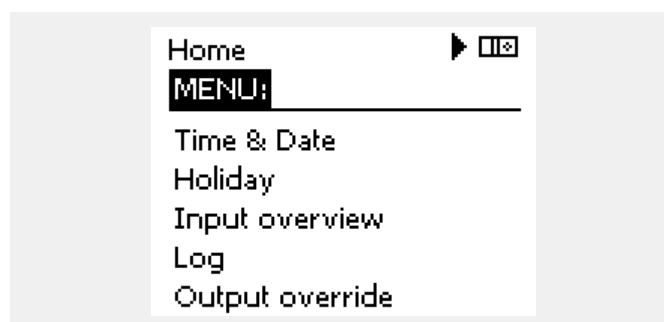 Home
MENU:
Time & Date
Holiday
Input overview
Log
Output override